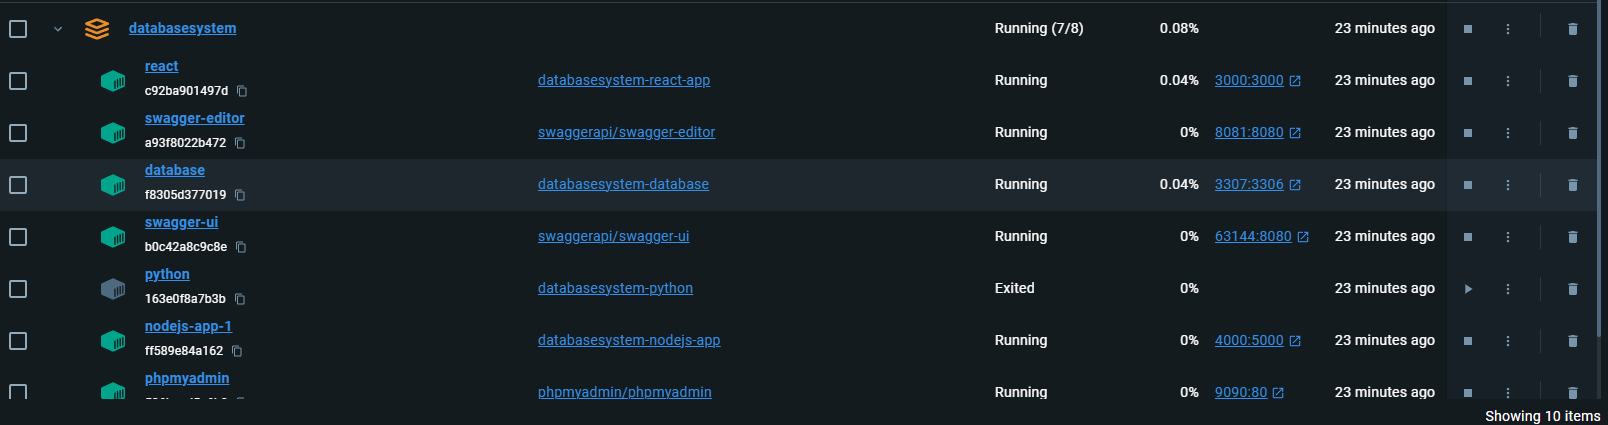 databasesystem Running (7/8) 0.08% 23 minutes ago
react
c92ba901497d
databasesystem-react-app Running 0.04% 3000:3000 23 minutes ago
swagger-editor
a93f8022b472
swaggerapi/swagger-editor Running 0% 8081:8080 23 minutes ago
database
f8305d377019
databasesystem-database Running 0.04% 3307:3306 23 minutes ago
swagger-ui
b0c42a8c9c8e
swaggerapi/swagger-ui Running 0% 63144:8080 23 minutes ago
python
163e0f8a7b3b
databasesystem-python Exited 0% 23 minutes ago
nodejs-app-1
ff589e84a162
databasesystem-nodejs-app Running 0% 4000:5000 23 minutes ago
phpmyadmin
phpmyadmin/phpmyadmin Running 0% 9090:80 23 minutes ago
Showing 10 items